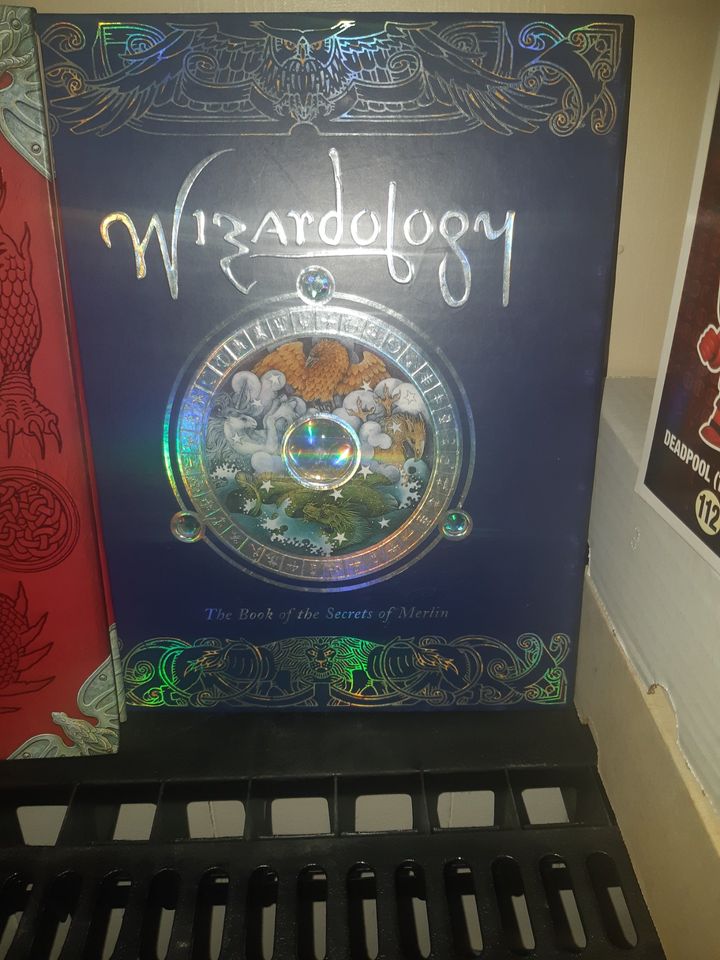 Wizardology
The Book of the Secrets of Merlin
DEADPOOL
112